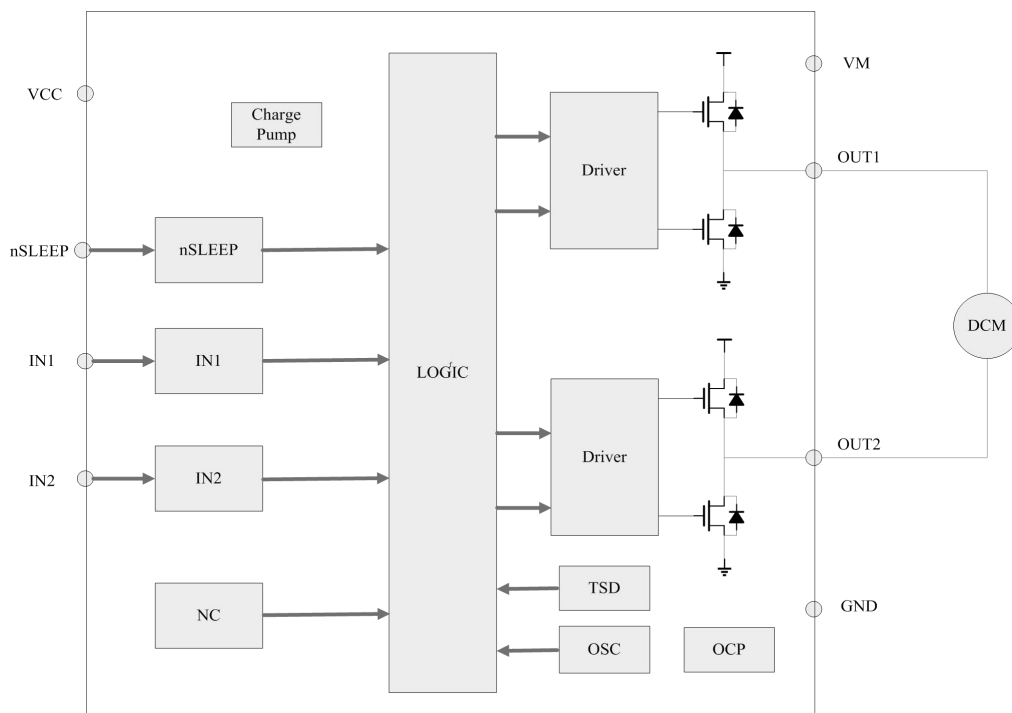 VCC
Charge
Pump
nSLEEP
nSLEEP
IN1
IN1
IN2
IN2
NC
LOGIC
Driver
Driver
TSD
OSC
OCP
VM
OUT1
DCM
OUT2
GND